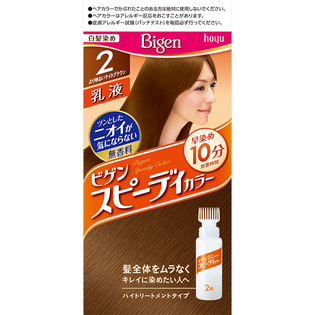 ●ヘアカラーでかぶれたことのある方は絶対に使用しないでください。
●ヘアカラーはアレルギー反応をおこすことがあります。
●皮膚アレルギー試験(パッチテスト)を毎回必ず行ってください。
白髪染め
Bigen
hoyu
2
より明るいライトブラウン
乳液
ツンとした
ニオイが
気にならない
無香料
早染め
10分
放置時間
Bigen
Speedy Color
ビゲン
スピーディカラー
髪全体をムラなく
キレイに染めたい人へ
ハイトリートメントタイプ
2剤